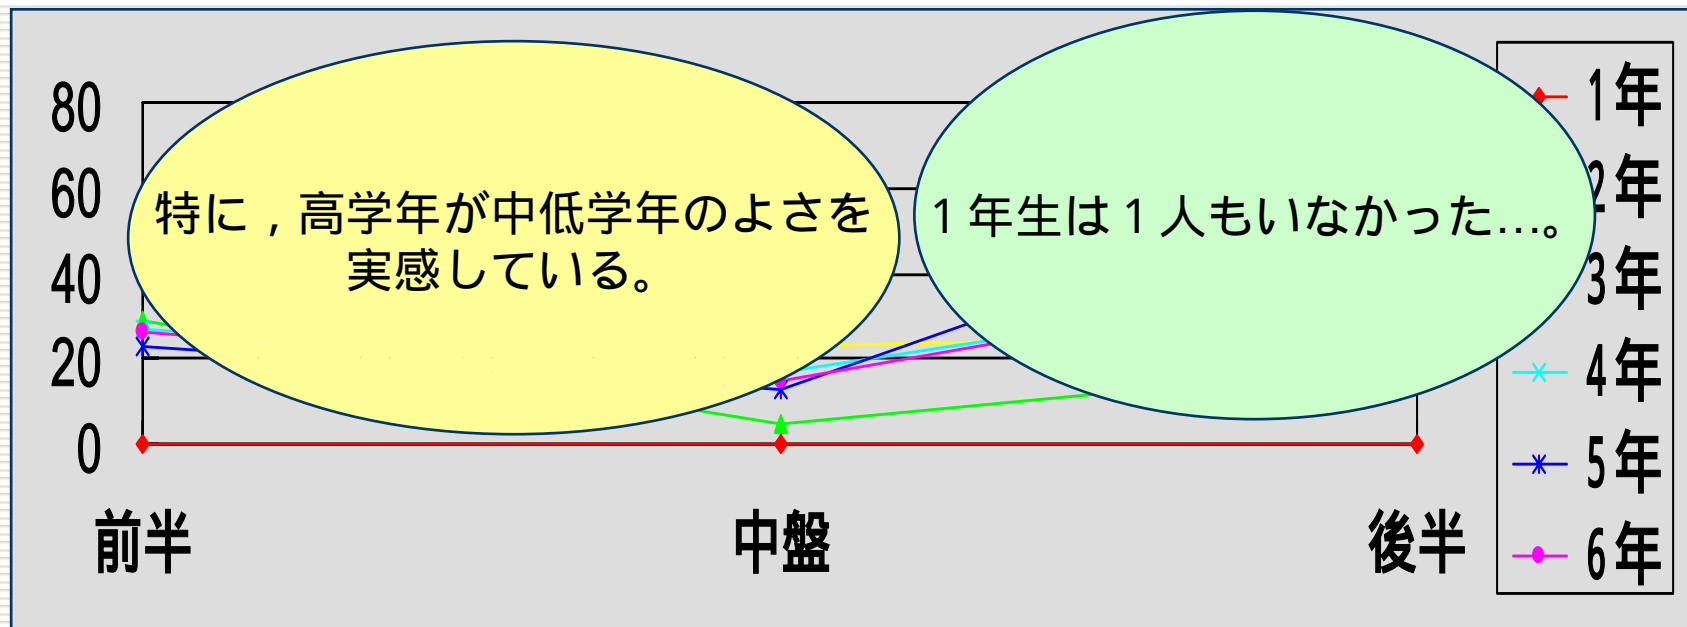 80
60
40
20
0
特に，高学年が中低学年のよさを
実感している。
１年生は１人もいなかった…。
前半
中盤
後半
1年
2年
3年
4年
5年
6年